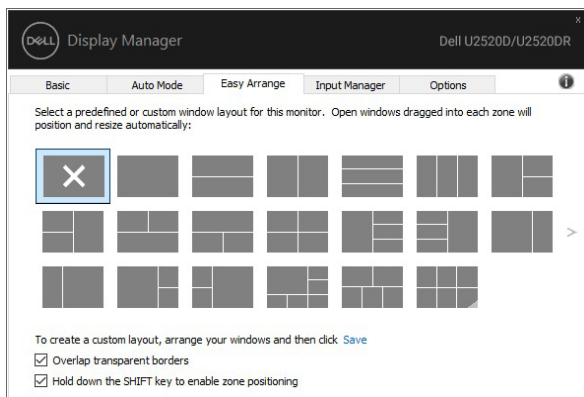 x
DELL Display Manager Dell U2520D/U2520DR
Basic Auto Mode Easy Arrange Input Manager Options i
Select a predefined or custom window layout for this monitor. Open windows dragged into each zone will
position and resize automatically:
>
To create a custom layout, arrange your windows and then click Save
Overlap transparent borders
Hold down the SHIFT key to enable zone positioning